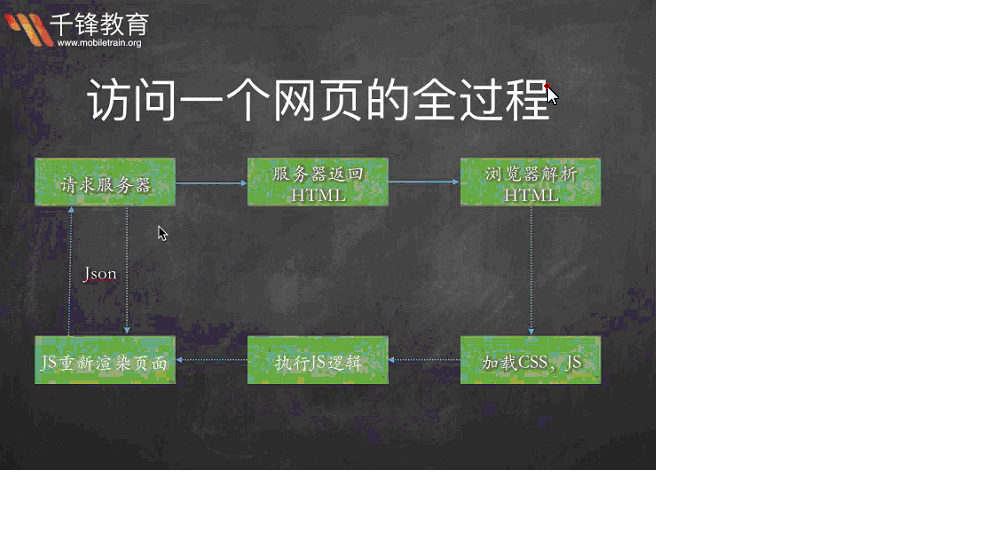 千锋教育
www.mobiletrain.org
访问一个网页的全过程
请求服务器
服务器返回
HTML
浏览器解析
HTML
Json
JS重新渲染页面
执行JS逻辑
加载CSS，JS